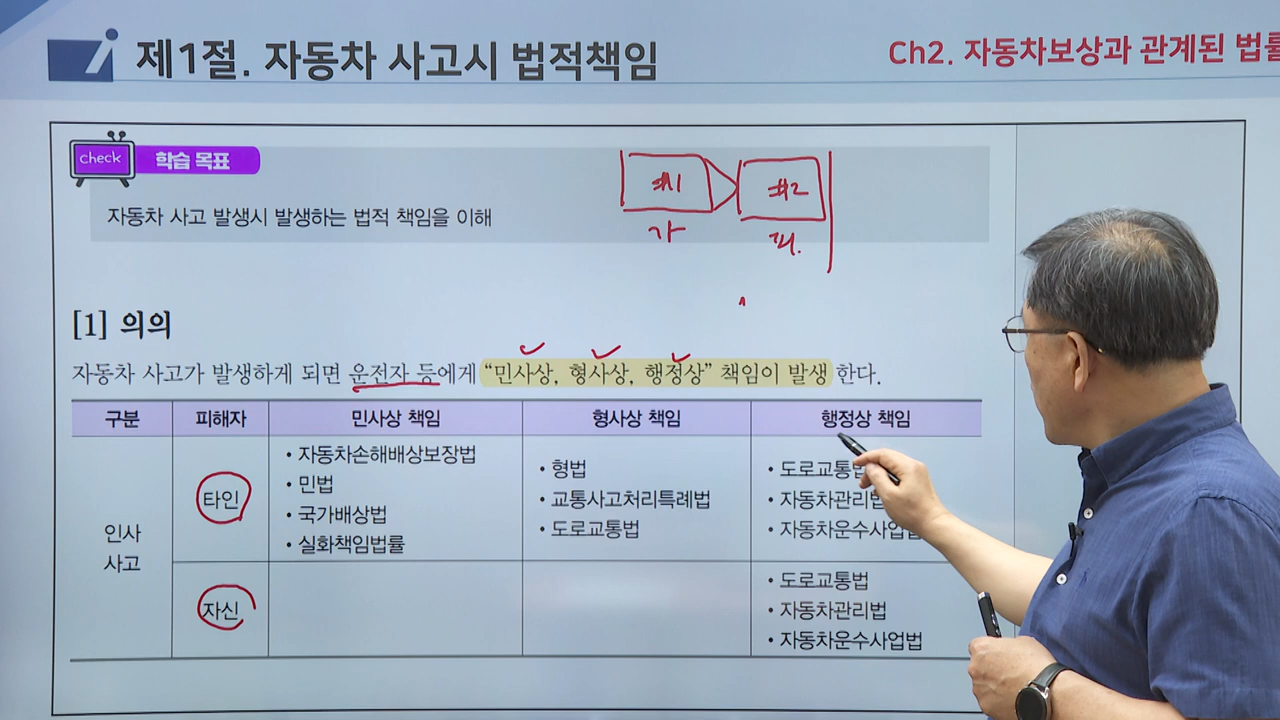 제1절. 자동차 사고시 법적책임
Ch2. 자동차보상과 관계된 법률
check 학습 목표
자동차 사고 발생시 발생하는 법적 책임을 이해
#1 #2
가 피.
[1] 의의
자동차 사고가 발생하게 되면 운전자 등에게 “민사상, 형사상, 행정상” 책임이 발생 한다.
구분 피해자 민사상 책임 형사상 책임 행정상 책임
인사
사고
타인
• 자동차손해배상보장법
• 민법
• 국가배상법
• 실화책임법률
• 형법
• 교통사고처리특례법
• 도로교통법
• 도로교통법
• 자동차관리법
• 자동차운수사업법
자신
• 도로교통법
• 자동차관리법
• 자동차운수사업법